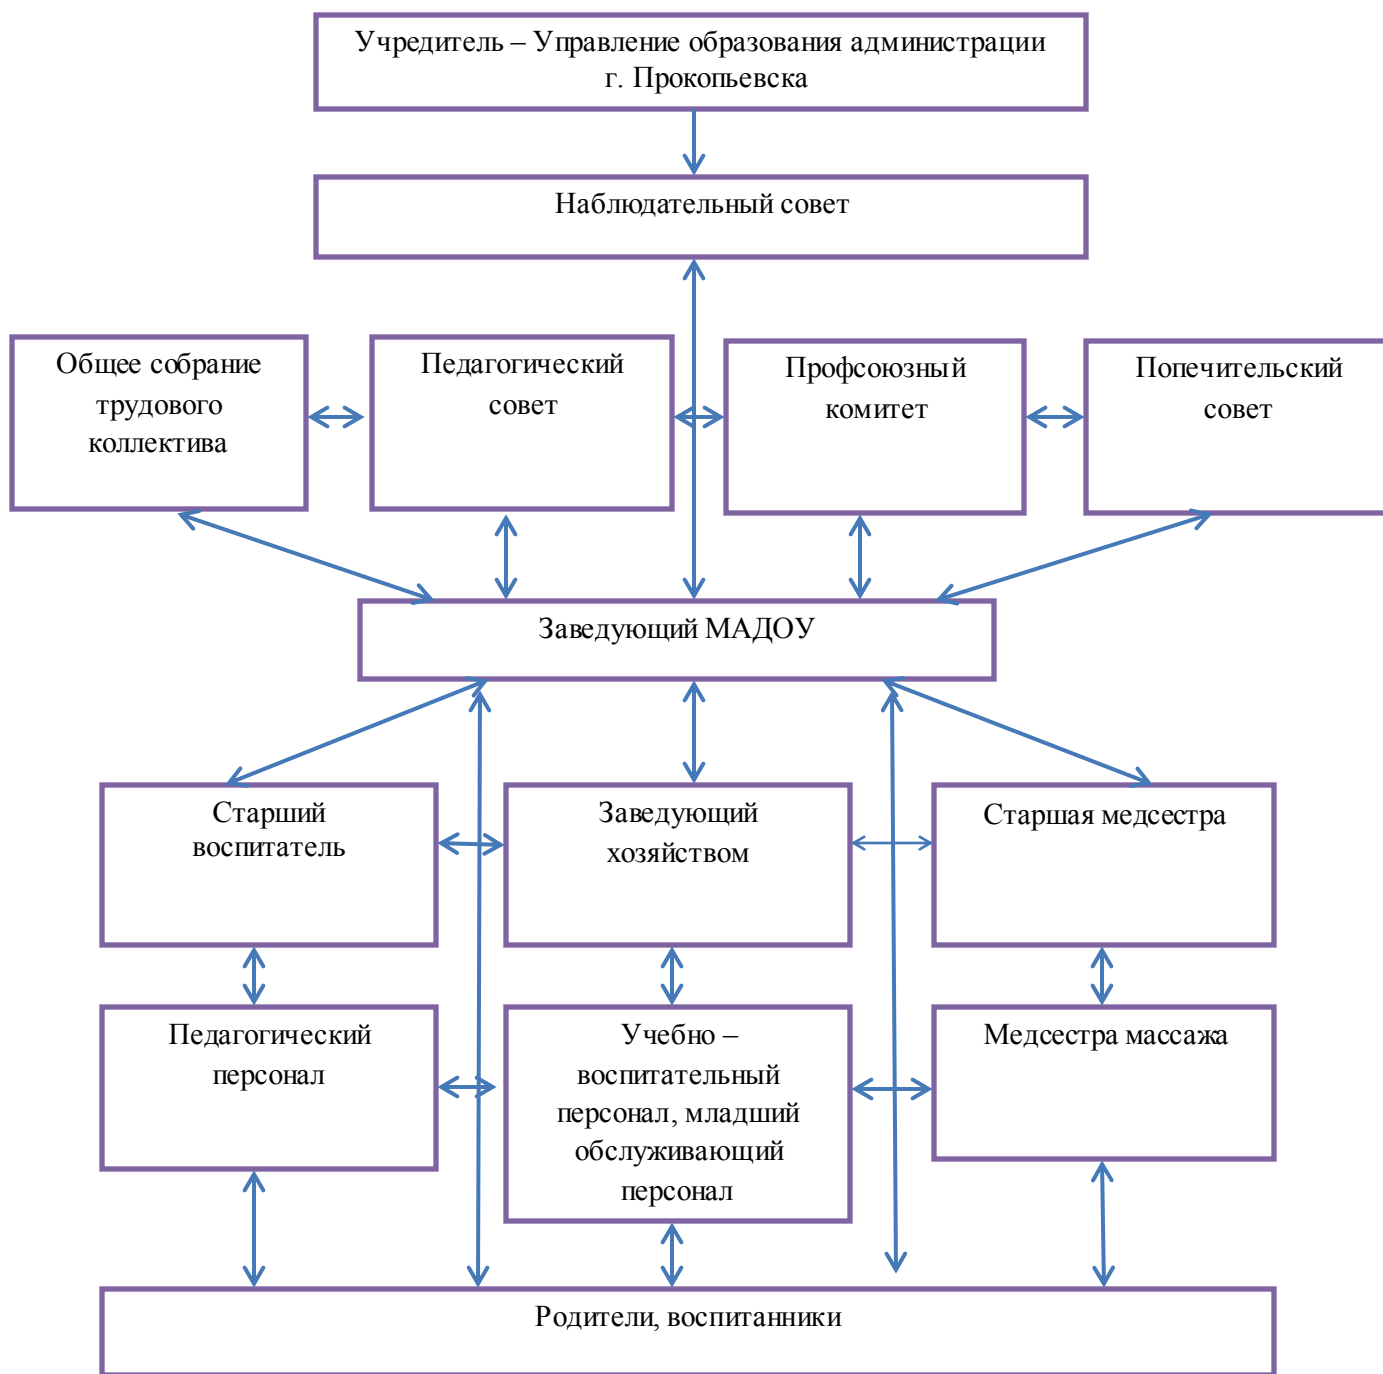 Учредитель – Управление образования администрации
г. Прокопьевска
Наблюдательный совет
Общее собрание
трудового
коллектива
Педагогический
совет
Профсоюзный
комитет
Попечительский
совет
Заведующий МАДОУ
Старший
воспитатель
Заведующий
хозяйством
Старшая медсестра
Педагогический
персонал
Учебно –
воспитательный
персонал, младший
обслуживающий
персонал
Медсестра массажа
Родители, воспитанники